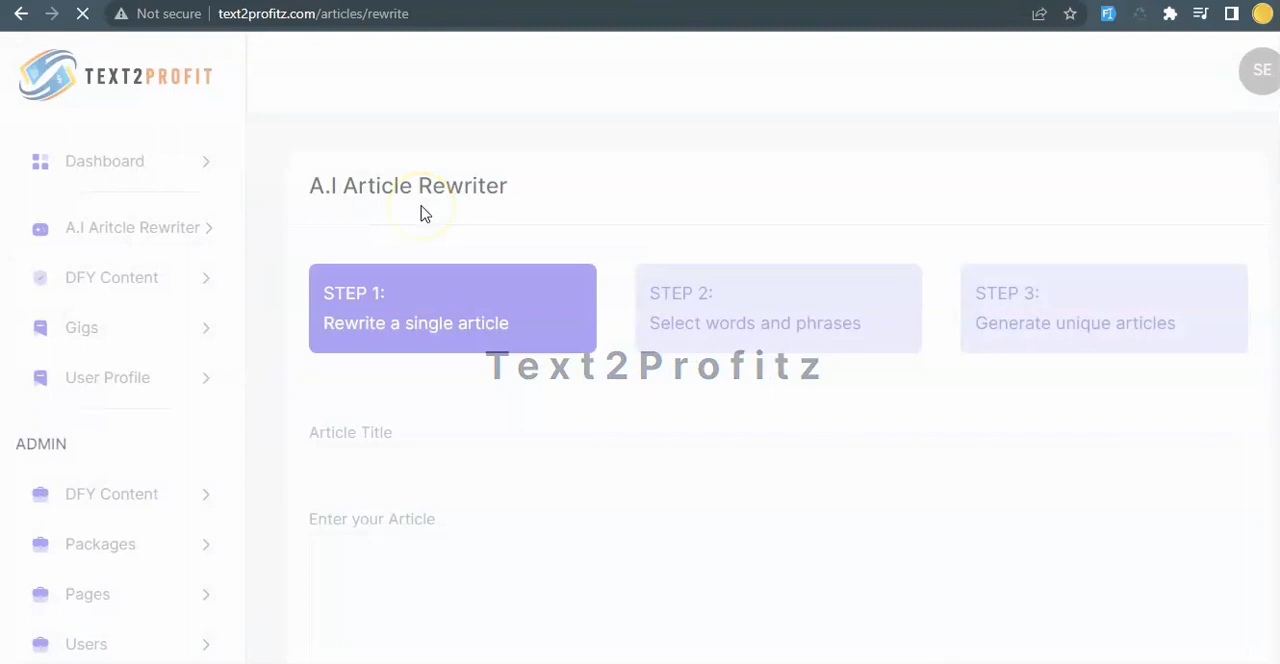 Not secure text2profitz.com/articles/rewrite
TEXT2PROFIT
SE
Dashboard
A.I Aritcle Rewriter
DFY Content
Gigs
User Profile
ADMIN
DFY Content
Packages
Pages
Users
A.I Article Rewriter
STEP 1:
Rewrite a single article
STEP 2:
Select words and phrases
STEP 3:
Generate unique articles
Text2Profitz
Article Title
Enter your Article